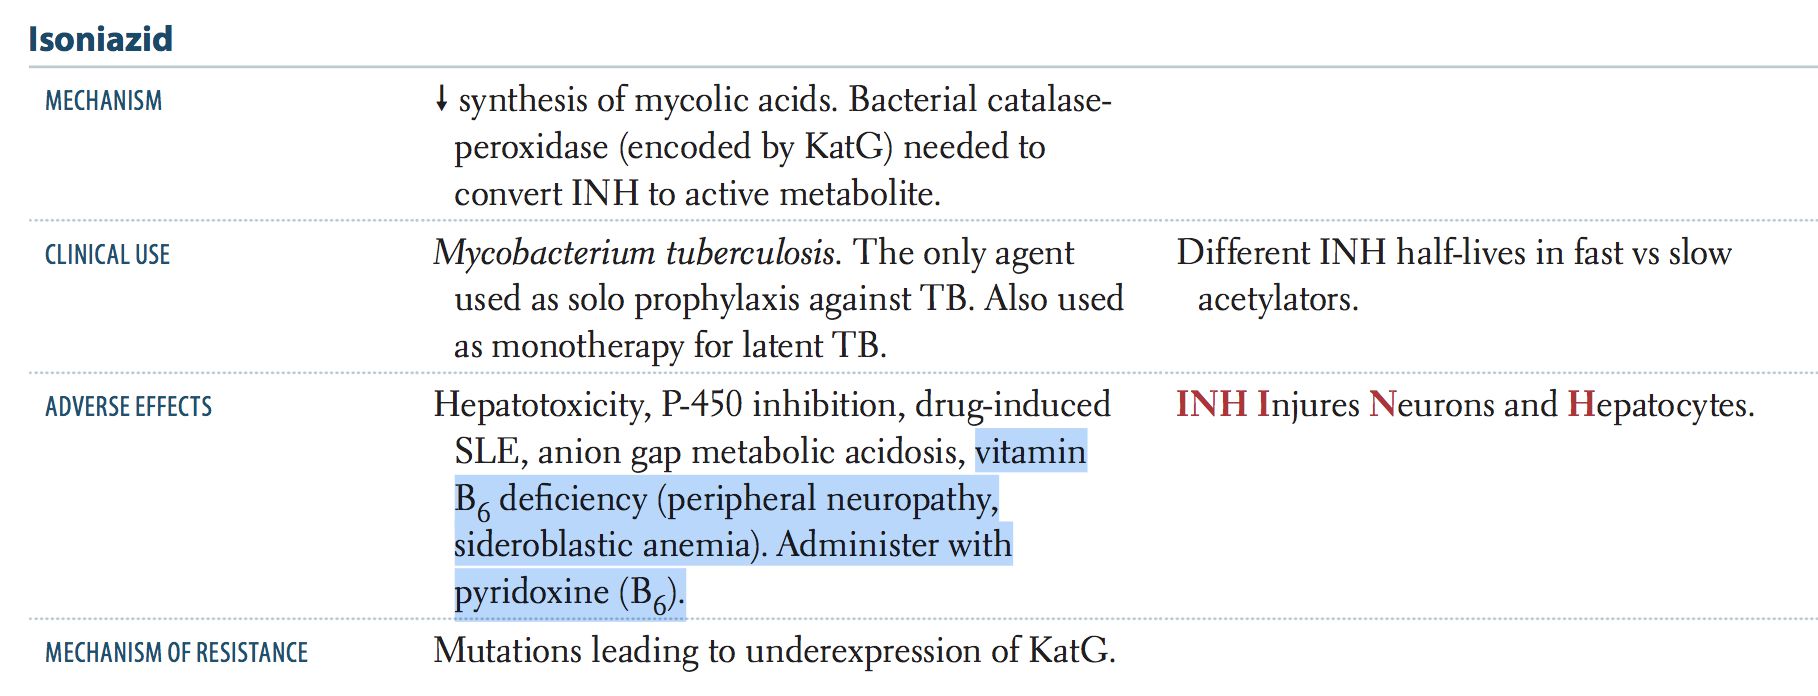 Isoniazid
MECHANISM
↓ synthesis of mycolic acids. Bacterial catalase-
peroxidase (encoded by KatG) needed to
convert INH to active metabolite.
CLINICAL USE
Mycobacterium tuberculosis. The only agent
used as solo prophylaxis against TB. Also used
as monotherapy for latent TB.
Different INH half-lives in fast vs slow
acetylators.
ADVERSE EFFECTS
Hepatotoxicity, P-450 inhibition, drug-induced
SLE, anion gap metabolic acidosis, vitamin
B₆ deficiency (peripheral neuropathy,
sideroblastic anemia). Administer with
pyridoxine (B₆).
INH Injures Neurons and Hepatocytes.
MECHANISM OF RESISTANCE
Mutations leading to underexpression of KatG.